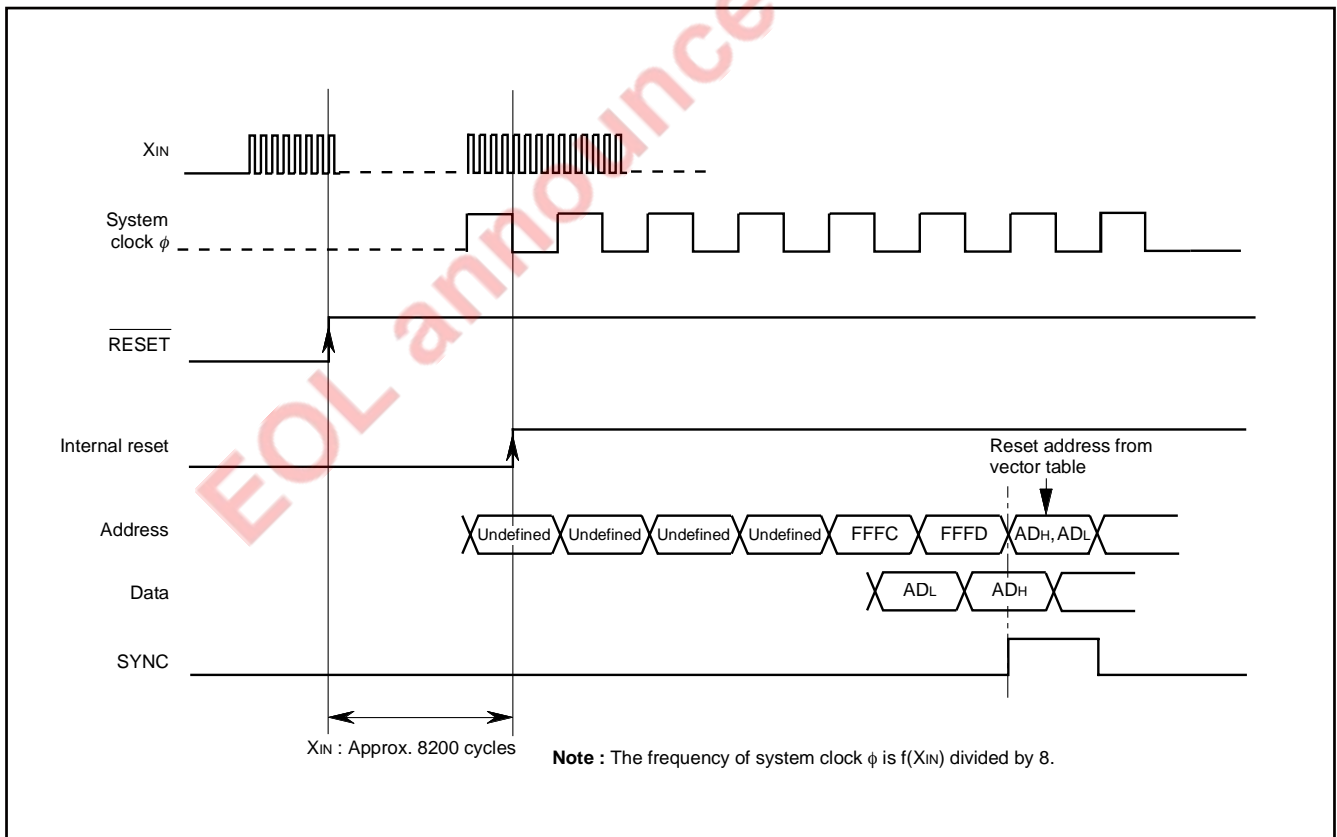 EOL announce
XIN
System
clock ϕ
RESET
Internal reset
Reset address from
vector table
Address
Undefined Undefined Undefined Undefined FFFC FFFD ADH, ADL
Data
ADL ADH
SYNC
XIN : Approx. 8200 cycles
Note : The frequency of system clock ϕ is f(XIN) divided by 8.